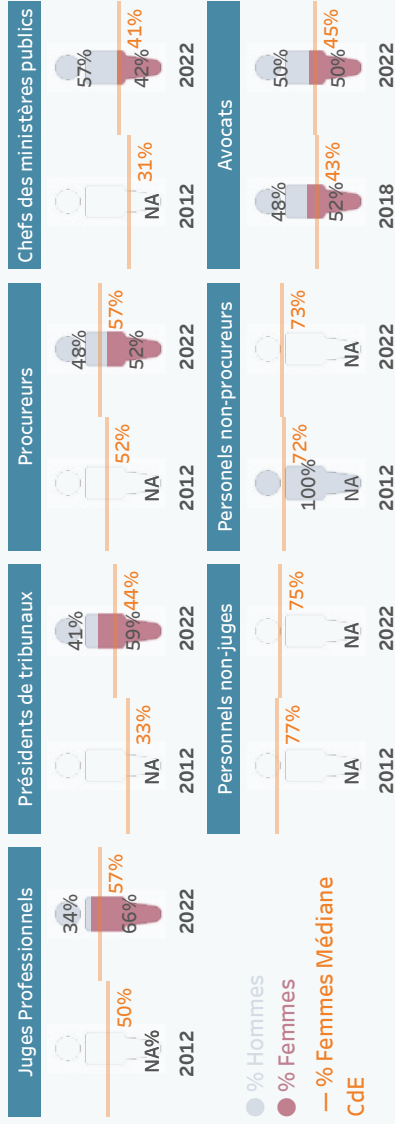 Juges Professionnels
50%
NA%
2012
34%
57%
66%
2022
Présidents de tribunaux
33%
NA
2012
41%
44%
59%
2022
Procureurs
52%
NA
2012
48%
57%
52%
2022
Chefs des ministères publics
31%
NA
2012
57%
41%
42%
2022
% Hommes
% Femmes
% Femmes Médiane
CdE
Personnels non-juges
77%
NA
2012
75%
NA
2022
Personels non-procureurs
72%
100%
NA
2012
73%
NA
2022
Avocats
48%
43%
52%
2018
50%
45%
50%
2022